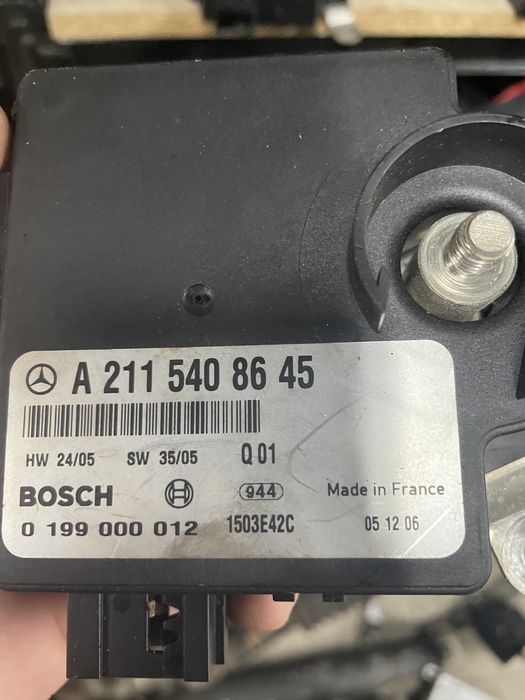 A 211 540 86 45
HW 24/05 SW 35/05 Q 01
BOSCH 944 Made in France
0 199 000 012 1503E42C 05 12 06